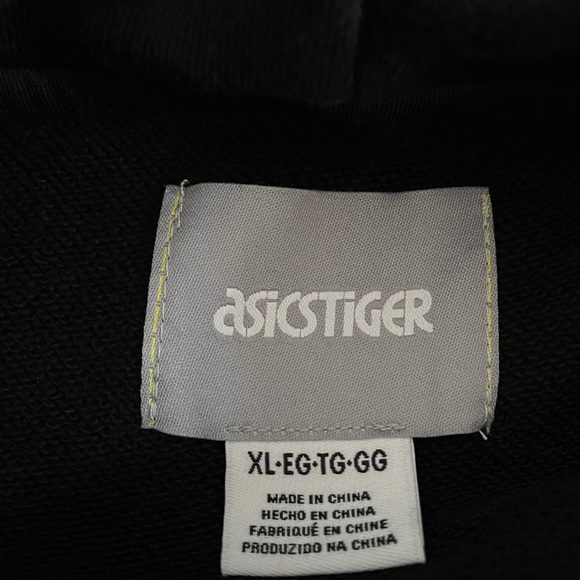 asicsTIGER
XL·EG·TG·GG
MADE IN CHINA
HECHO EN CHINA
FABRIQUÉ EN CHINE
PRODUZIDO NA CHINA